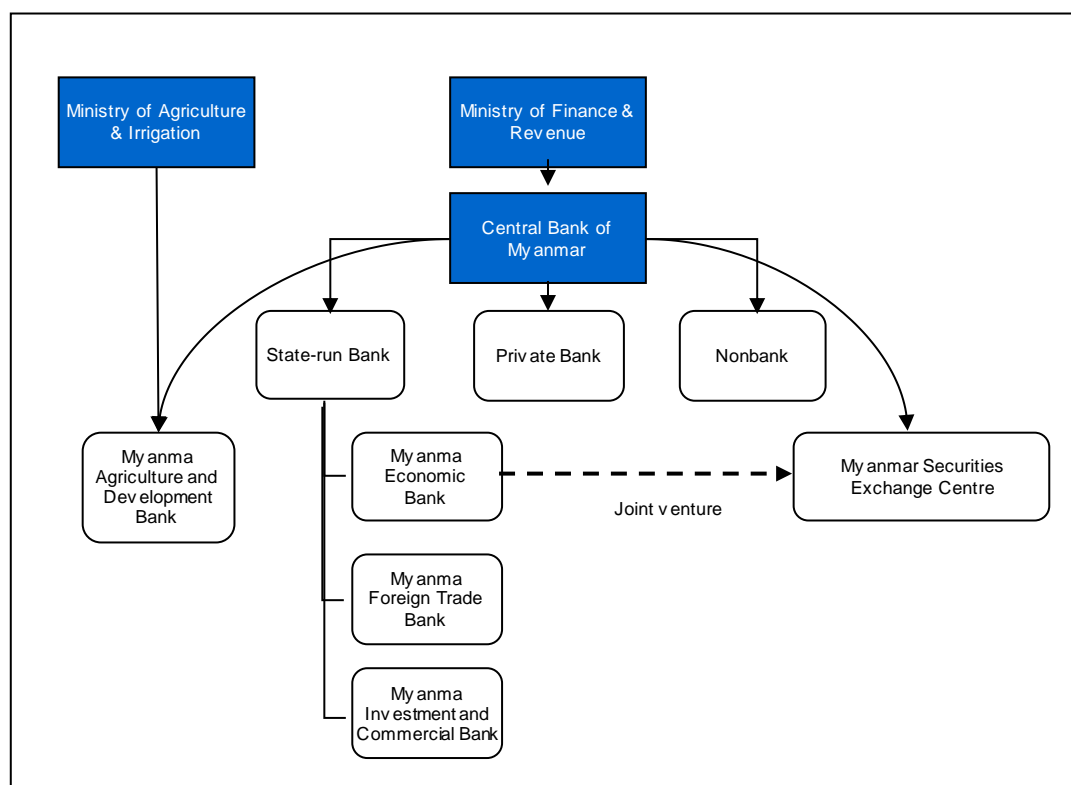 Ministry of Agriculture
& Irrigation
Ministry of Finance &
Revenue
Central Bank of
Myanmar
State-run Bank
Private Bank
Nonbank
Myanma
Agriculture and
Development
Bank
Myanma
Economic
Bank
Joint venture
Myanmar Securities
Exchange Centre
Myanma
Foreign Trade
Bank
Myanma
Investment and
Commercial Bank